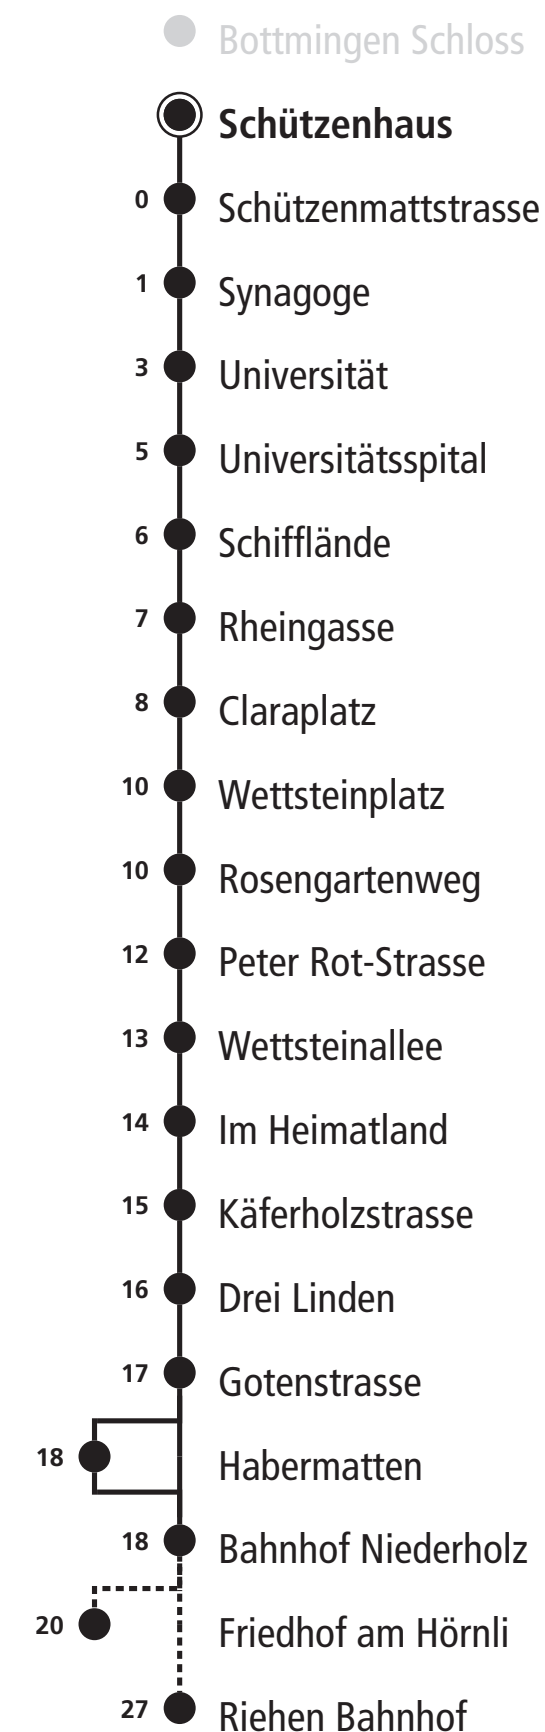 Bottmingen Schloss
Schützenhaus
0 Schützenmattstrasse
1 Synagoge
3 Universität
5 Universitätsspital
6 Schifflände
7 Rheingasse
8 Claraplatz
10 Wettsteinplatz
10 Rosengartenweg
12 Peter Rot-Strasse
13 Wettsteinallee
14 Im Heimatland
15 Käferholzstrasse
16 Drei Linden
17 Gotenstrasse
18 Habermatten
18 Bahnhof Niederholz
20 Friedhof am Hörnli
27 Riehen Bahnhof